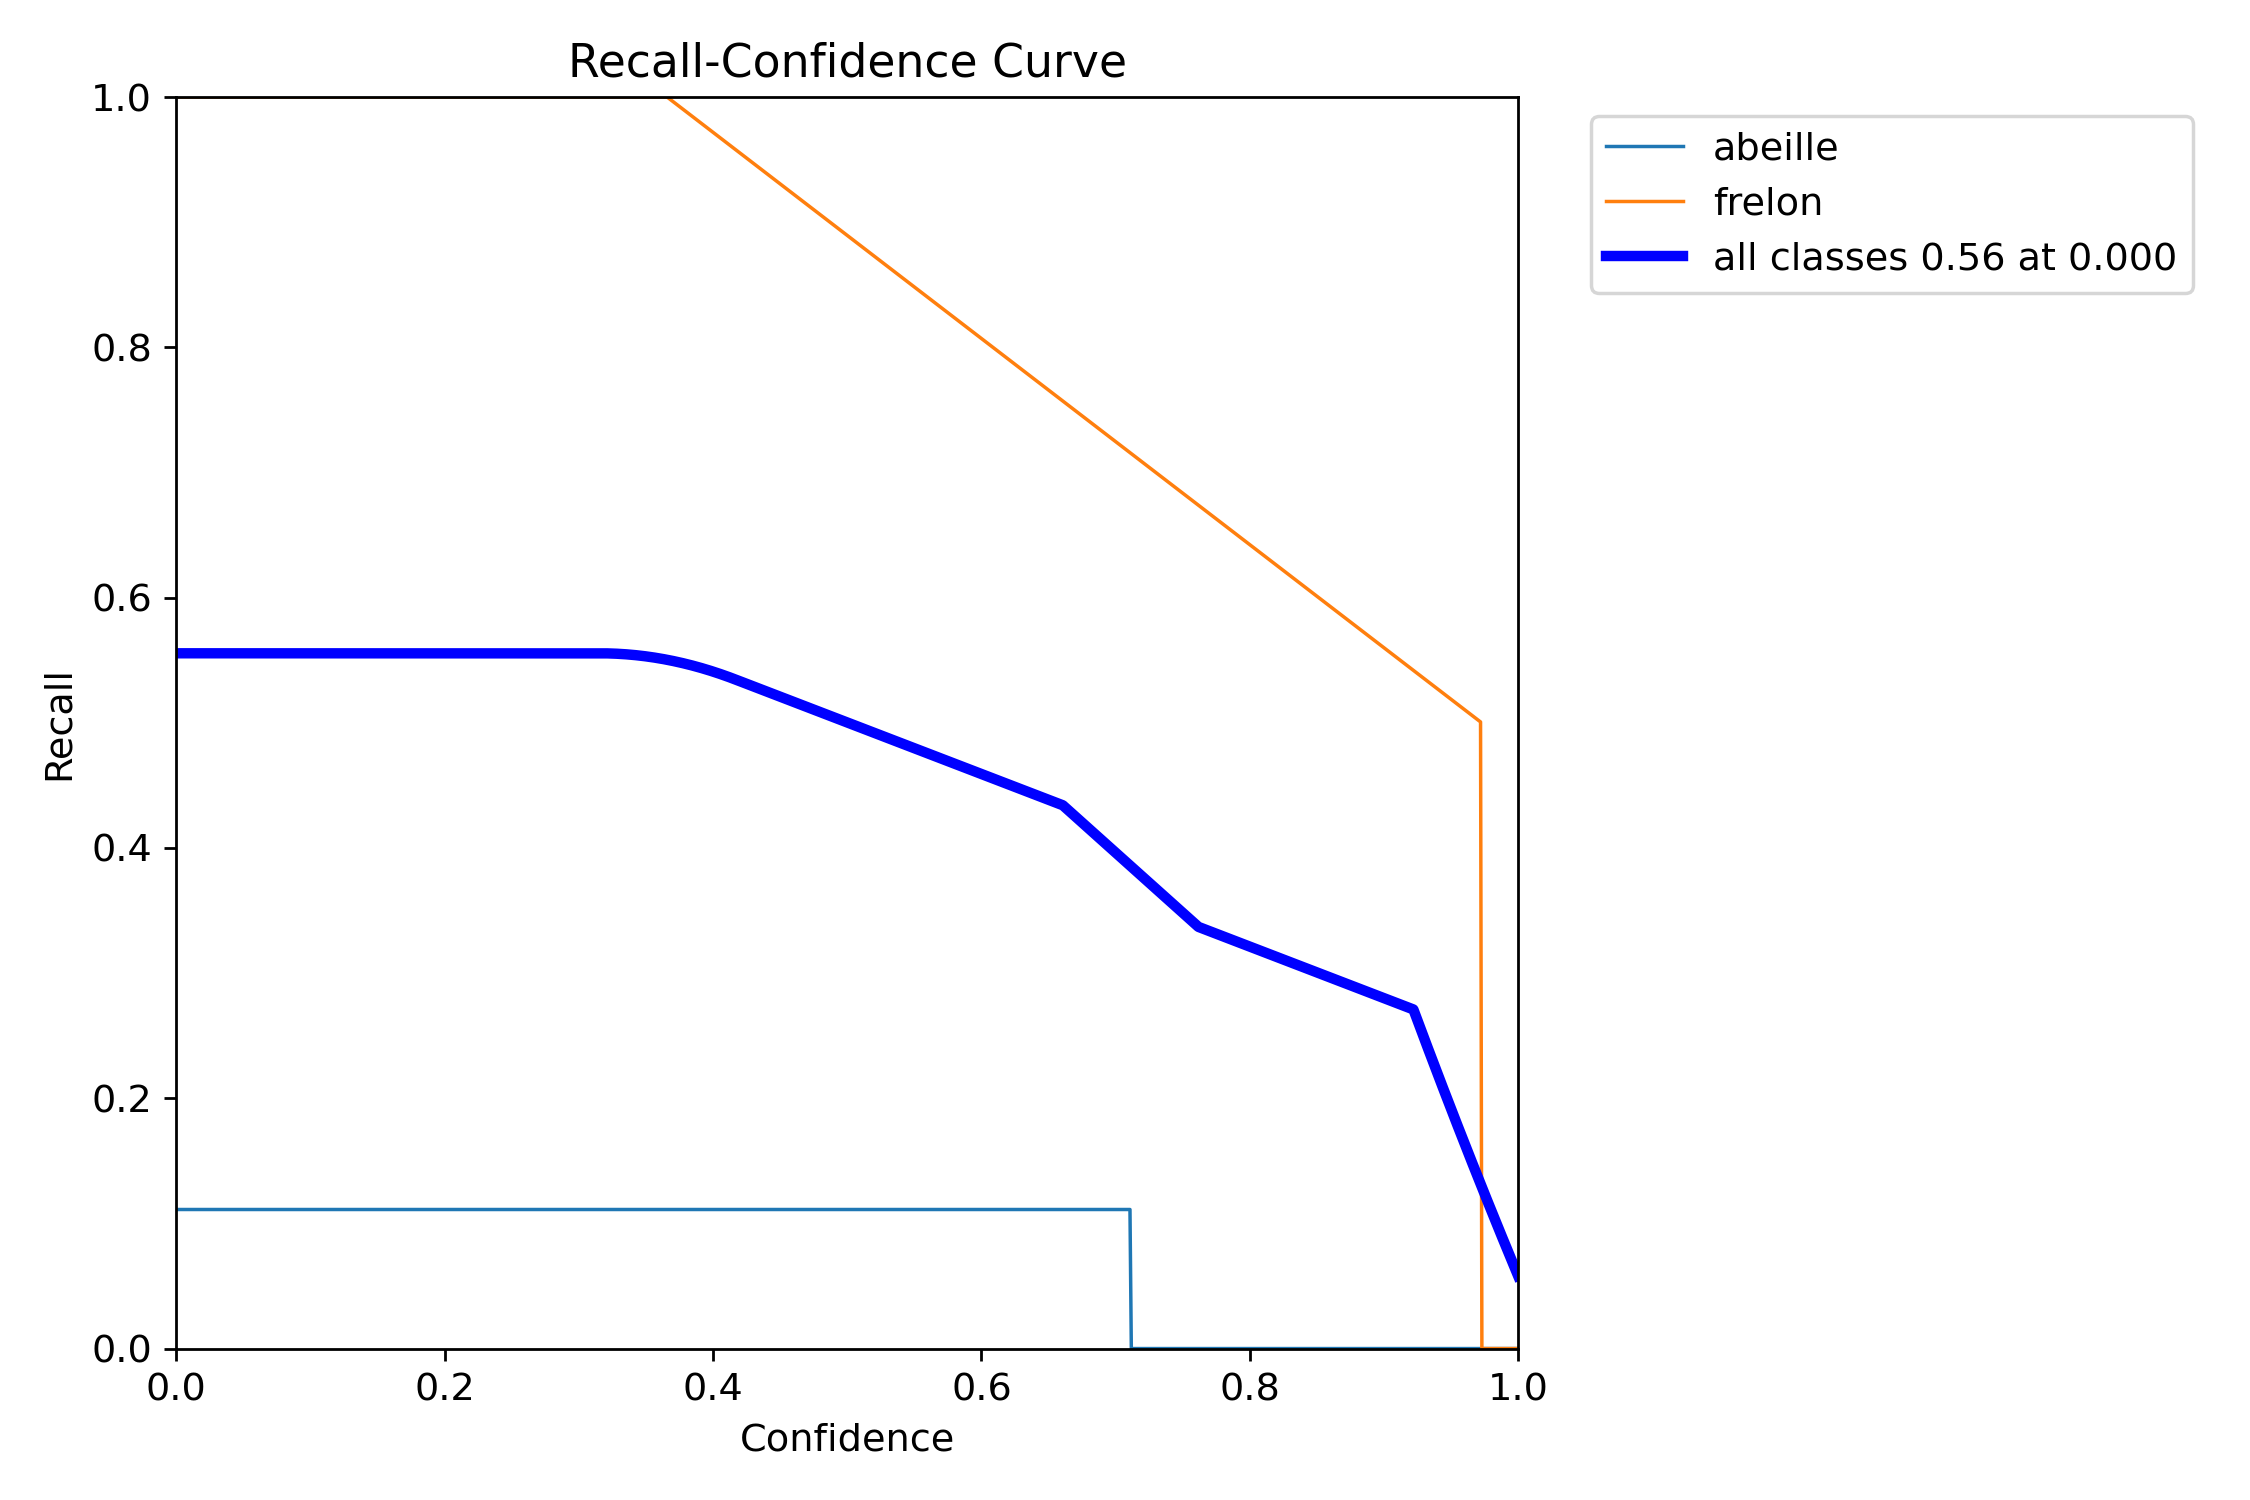 Recall-Confidence Curve
1.0
0.8
0.6
0.4
0.2
0.0
Recall
0.0 0.2 0.4 0.6 0.8 1.0
Confidence
abeille
frelon
all classes 0.56 at 0.000